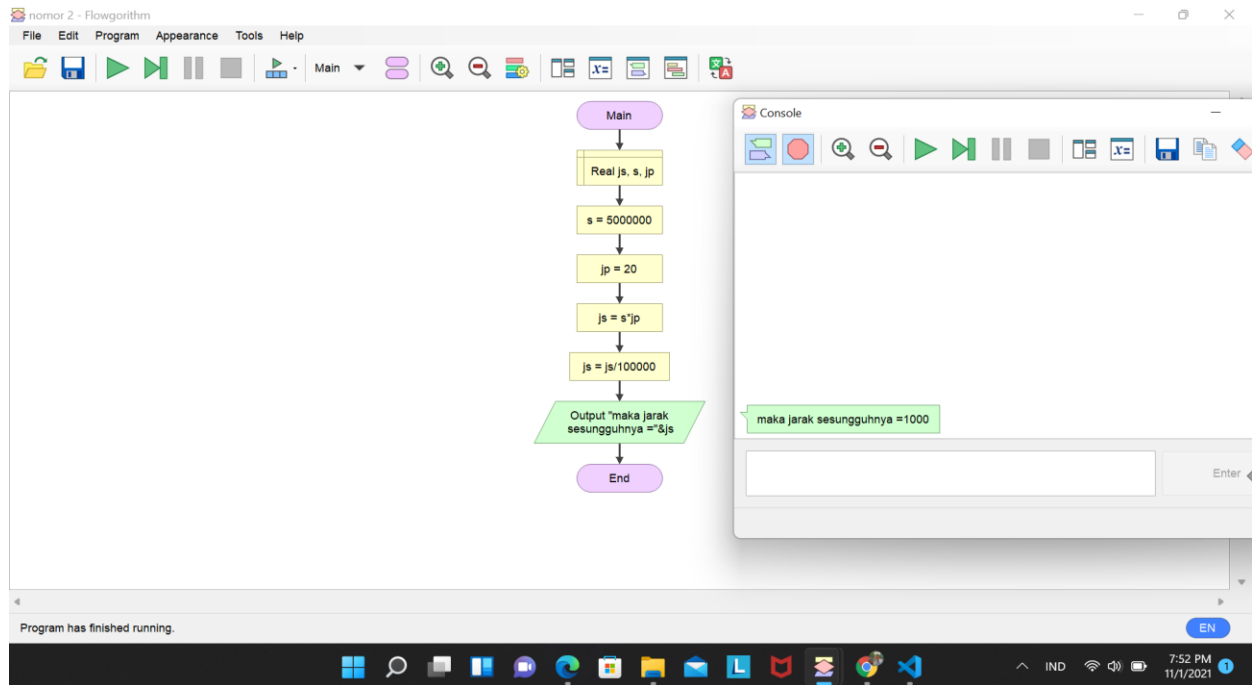 nomor 2 - Flowgorithm
File Edit Program Appearance Tools Help
Main
Main
Real js, s, jp
s = 5000000
jp = 20
js = s*jp
js = js/100000
Output "maka jarak
sesungguhnya ="&js
End
Console
x=
maka jarak sesungguhnya =1000
Enter
Program has finished running.
EN
IND
7:52 PM
11/1/2021
1